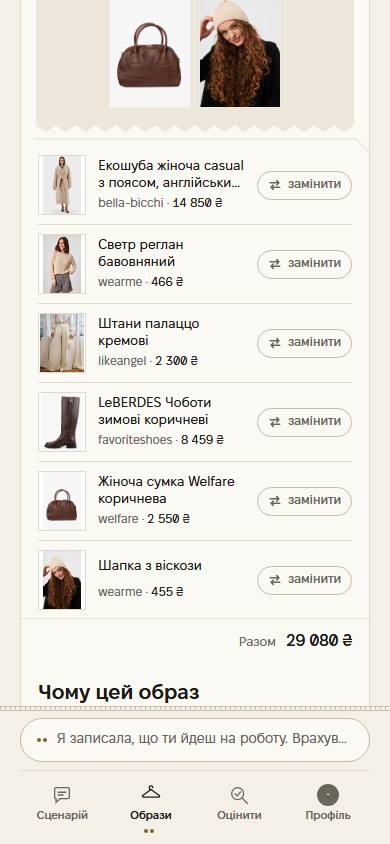 Екошуба жіноча casual
з поясом, англійськи...
bella-bicchi · 14 850 ₴
замінити
Светр реглан
бавовняний
wearme · 466 ₴
замінити
Штани палаццо
кремові
likeangel · 2 300 ₴
замінити
LeBERDES Чоботи
зимові коричневі
favoriteshoes · 8 459 ₴
замінити
Жіноча сумка Welfare
коричнева
welfare · 2 550 ₴
замінити
Шапка з віскози
wearme · 455 ₴
замінити
Разом 29 080 ₴
Чому цей образ
Я записала, що ти йдеш на роботу. Врахув...
Сценарій Образи Оцінити Профіль